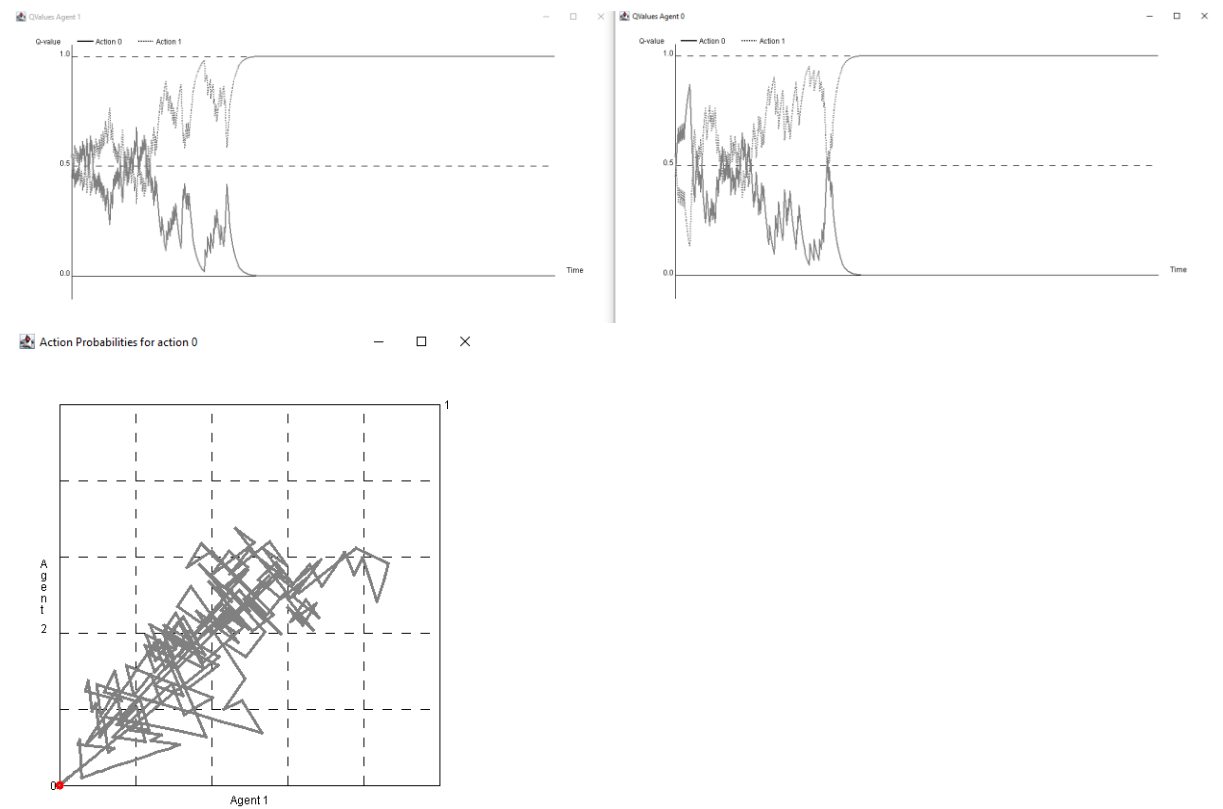 QValues Agent 1
Q-value Action 0 Action 1
1.0
0.5
0.0
Time
QValues Agent 0
Q-value Action 0 Action 1
1.0
0.5
0.0
Time
Action Probabilities for action 0
1
Agent
2
0
Agent 1